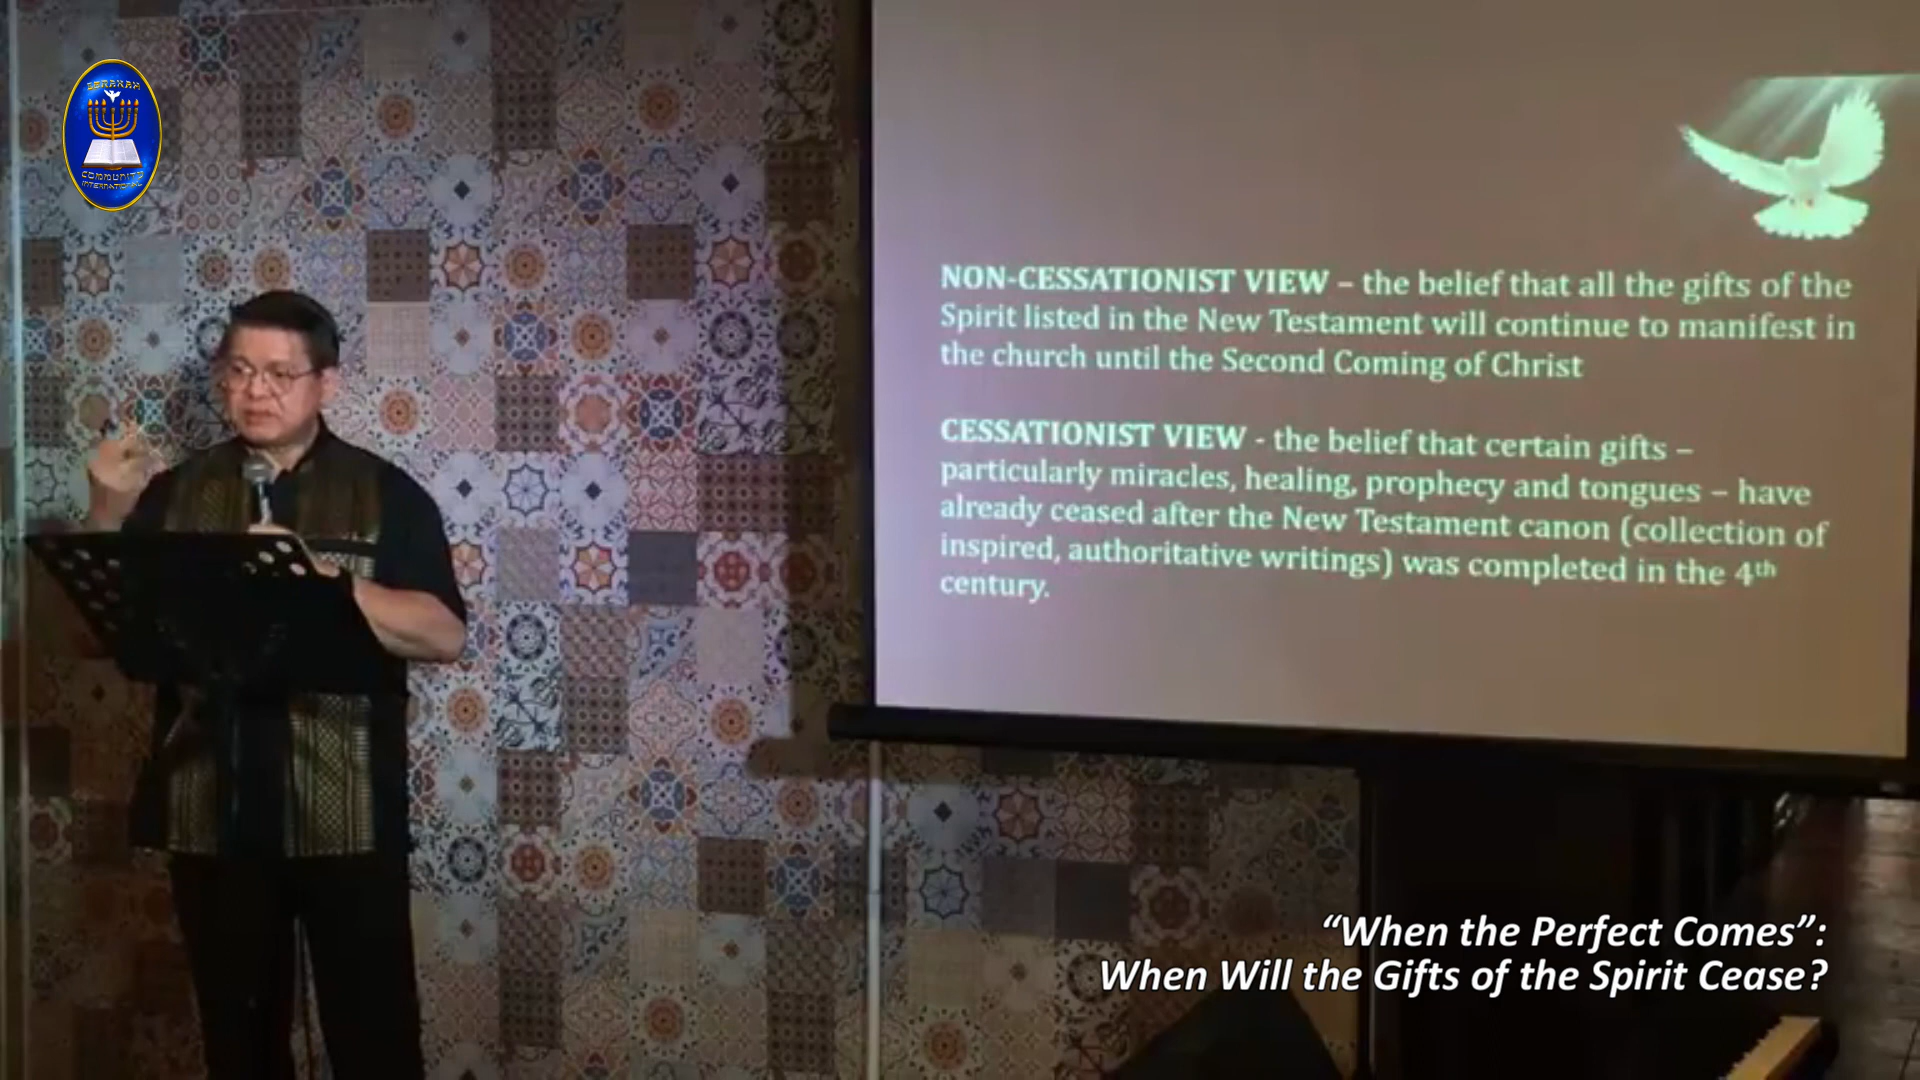 BERAKAH
COMMUNITY
INTERNATIONAL
NON-CESSATIONIST VIEW – the belief that all the gifts of the
Spirit listed in the New Testament will continue to manifest in
the church until the Second Coming of Christ
CESSATIONIST VIEW - the belief that certain gifts –
particularly miracles, healing, prophecy and tongues – have
already ceased after the New Testament canon (collection of
inspired, authoritative writings) was completed in the 4th
century.
“When the Perfect Comes”:
When Will the Gifts of the Spirit Cease?